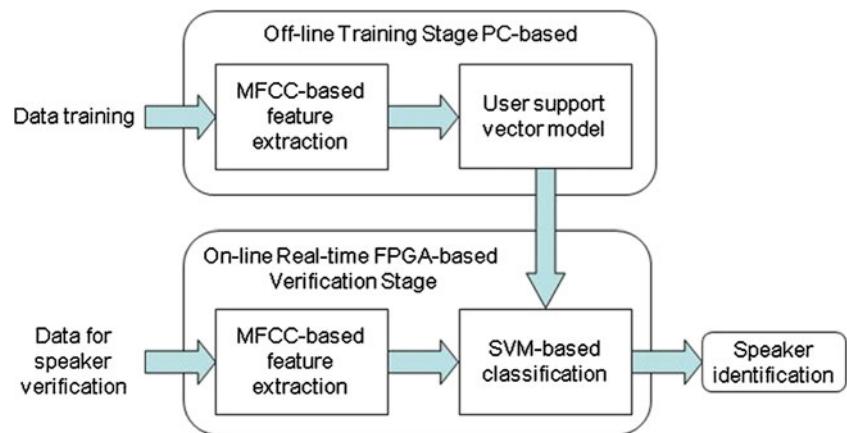 Off-line Training Stage PC-based
Data training
MFCC-based
feature
extraction
User support
vector model
On-line Real-time FPGA-based
Verification Stage
Data for
speaker
verification
MFCC-based
feature
extraction
SVM-based
classification
Speaker
identification